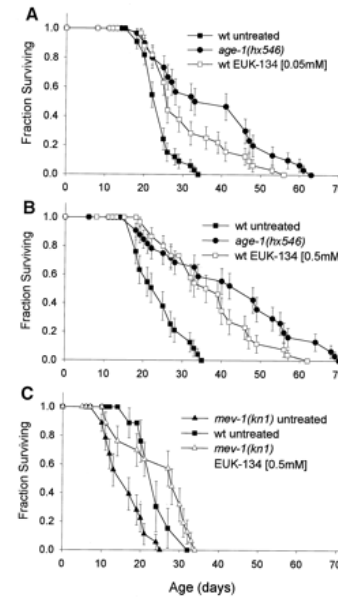 A
Fraction Surviving
1.0
0.8
0.6
0.4
0.2
0.0
wt untreated
age-1(hx546)
wt EUK-134 [0.05mM]
0 10 20 30 40 50 60 70
B
Fraction Surviving
1.0
0.8
0.6
0.4
0.2
0.0
wt untreated
age-1(hx546)
wt EUK-134 [0.5mM]
0 10 20 30 40 50 60 70
C
Fraction Surviving
1.0
0.8
0.6
0.4
0.2
0.0
mev-1(kn1) untreated
wt untreated
mev-1(kn1)
EUK-134 [0.5mM]
0 10 20 30 40 50 60 70
Age (days)